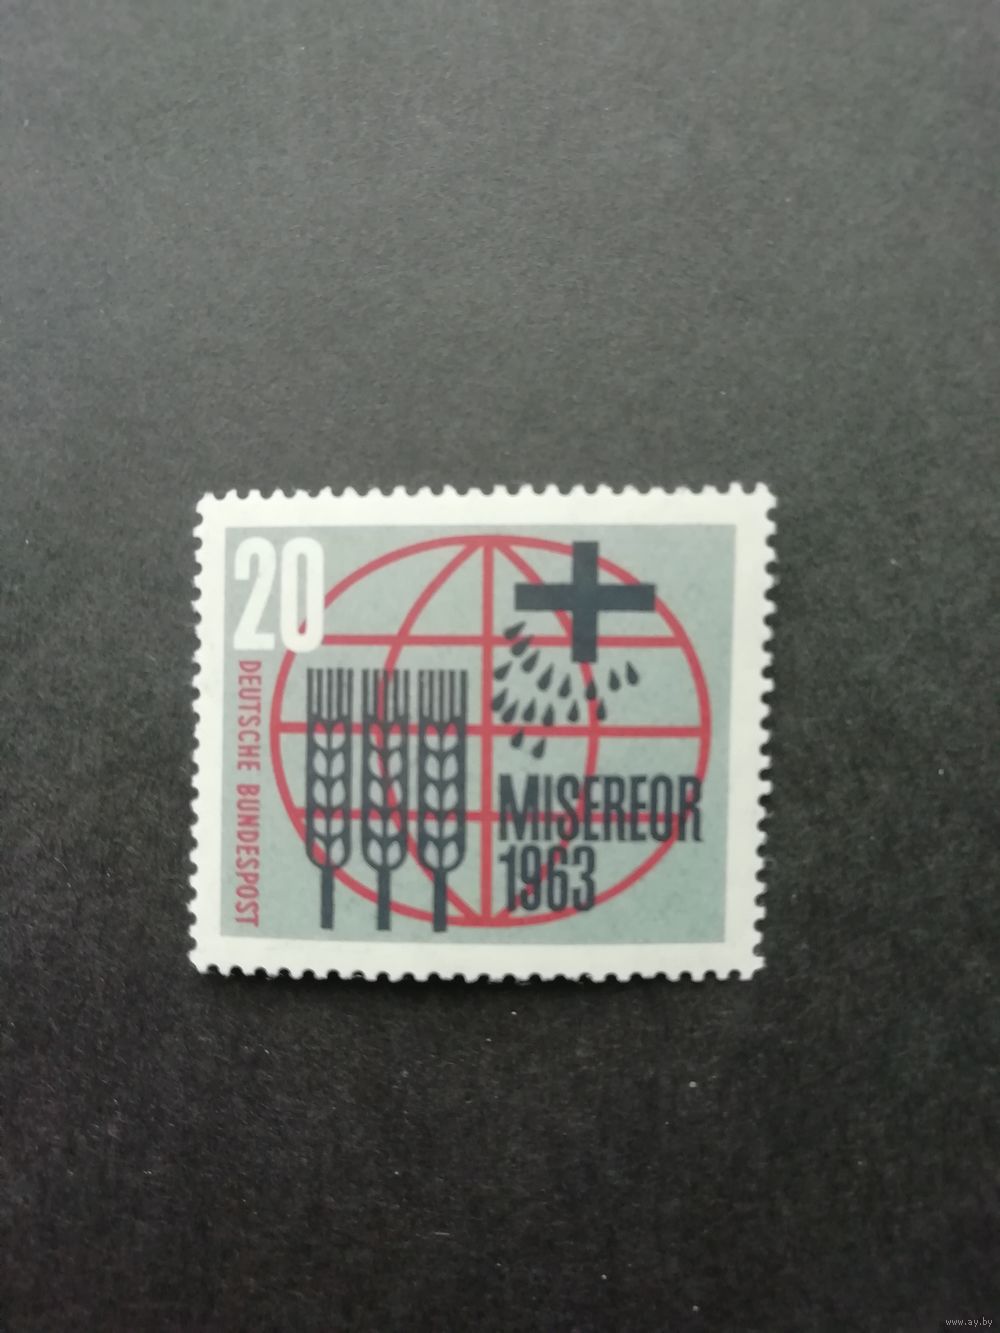 20
DEUTSCHE BUNDESPOST
MISEREOR
1963
www.ay.by